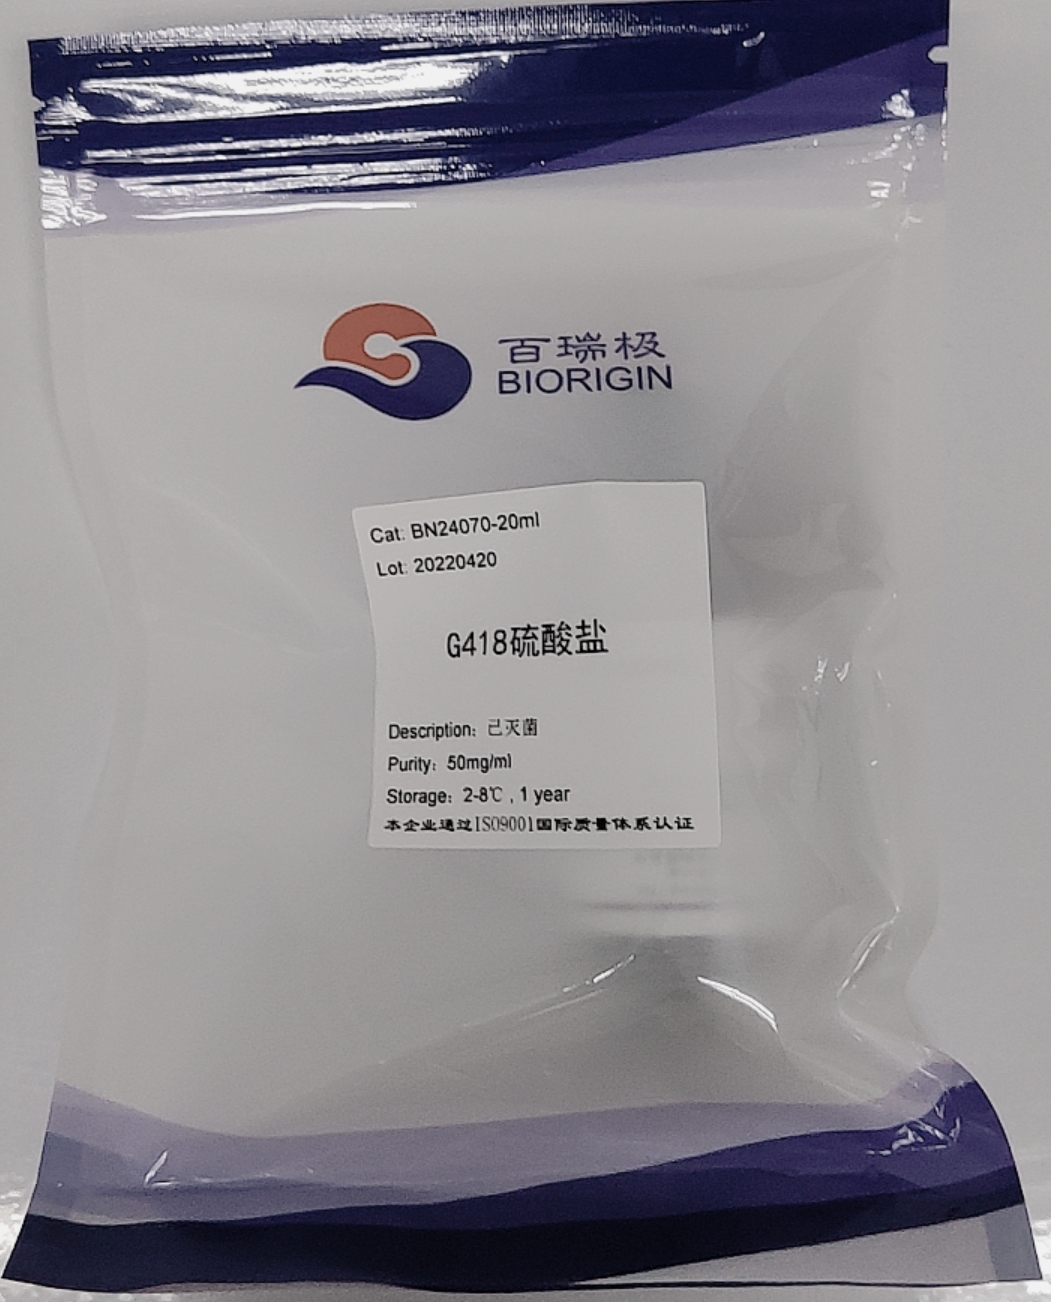 百瑞极
BIORIGIN
Cat: BN24070-20ml
Lot: 20220420
G418硫酸盐
Description: 己灭菌
Purity: 50mg/ml
Storage: 2-8℃ , 1 year
本企业通过ISO9001国际质量体系认证